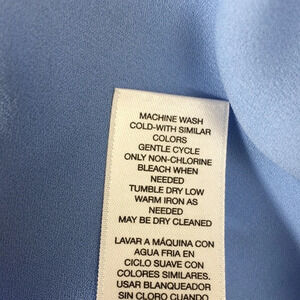 MACHINE WASH
COLD-WITH SIMILAR
COLORS
GENTLE CYCLE
ONLY NON-CHLORINE
BLEACH WHEN
NEEDED
TUMBLE DRY LOW
WARM IRON AS
NEEDED
MAY BE DRY CLEANED
LAVAR A MÁQUINA CON
AGUA FRIA EN
CICLO SUAVE CON
COLORES SIMILARES.
USAR BLANQUEADOR
SIN CLORO CUANDO